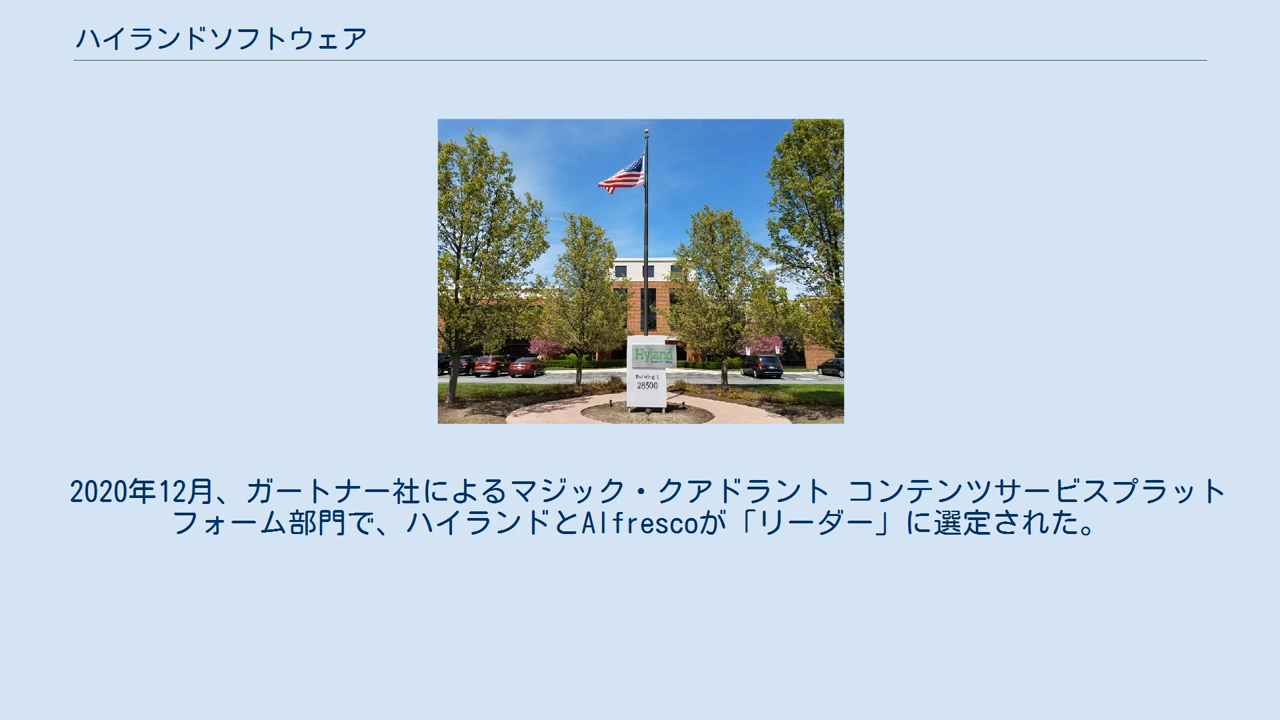 ハイランドソフトウェア
Hyland
Building 1
28500
2020年12月、ガートナー社によるマジック・クアドラント コンテンツサービスプラット
フォーム部門で、ハイランドとAlfrescoが「リーダー」に選定された。